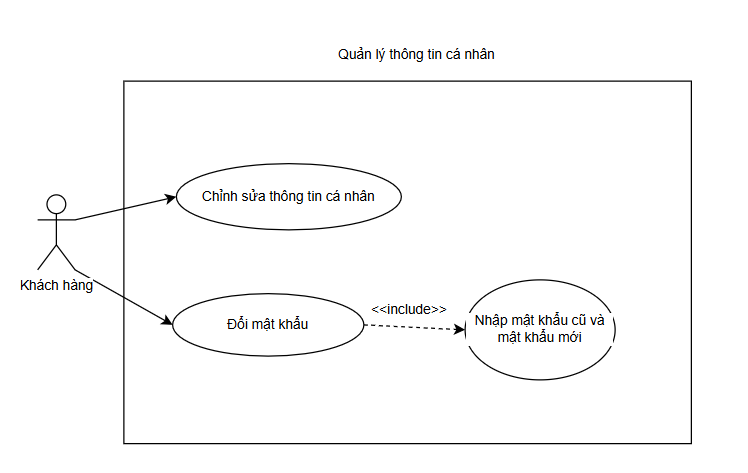 Quản lý thông tin cá nhân
Chỉnh sửa thông tin cá nhân
Khách hàng
Đổi mật khẩu
<<include>>
Nhập mật khẩu cũ và
mật khẩu mới